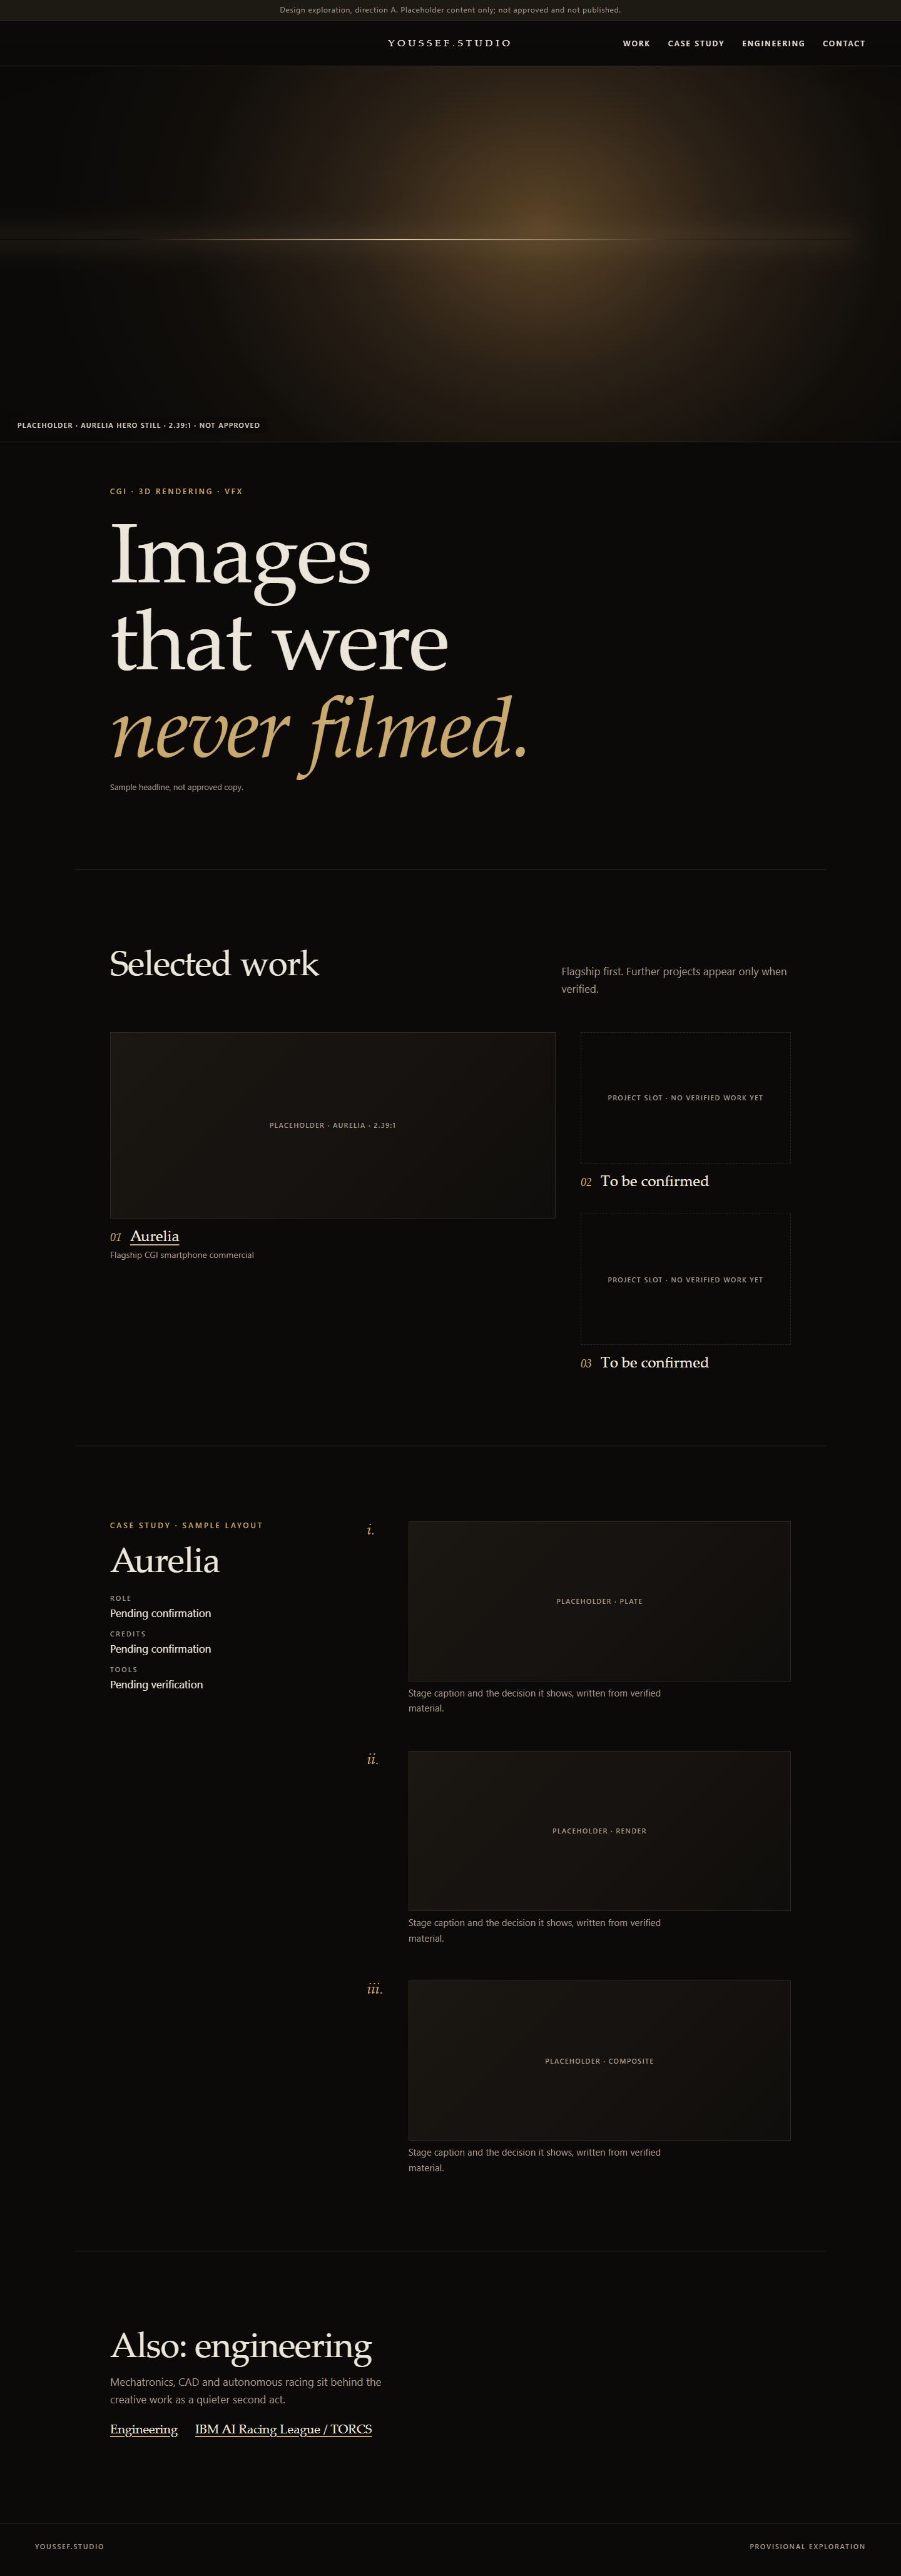 Design exploration, direction A. Placeholder content only; not approved and not published.
YOUSSEF.STUDIO
WORK CASE STUDY ENGINEERING CONTACT
PLACEHOLDER · AURELIA HERO STILL · 2.39:1 · NOT APPROVED
CGI · 3D RENDERING · VFX
Images
that were
never filmed.
Sample headline, not approved copy.
Selected work
Flagship first. Further projects appear only when
verified.
PLACEHOLDER · AURELIA · 2.39:1
01 Aurelia
Flagship CGI smartphone commercial
PROJECT SLOT · NO VERIFIED WORK YET
02 To be confirmed
PROJECT SLOT · NO VERIFIED WORK YET
03 To be confirmed
CASE STUDY · SAMPLE LAYOUT
Aurelia
ROLE
Pending confirmation
CREDITS
Pending confirmation
TOOLS
Pending verification
i.
PLACEHOLDER · PLATE
Stage caption and the decision it shows, written from verified
material.
ii.
PLACEHOLDER · RENDER
Stage caption and the decision it shows, written from verified
material.
iii.
PLACEHOLDER · COMPOSITE
Stage caption and the decision it shows, written from verified
material.
Also: engineering
Mechatronics, CAD and autonomous racing sit behind the
creative work as a quieter second act.
Engineering IBM AI Racing League / TORCS
YOUSSEF.STUDIO
PROVISIONAL EXPLORATION